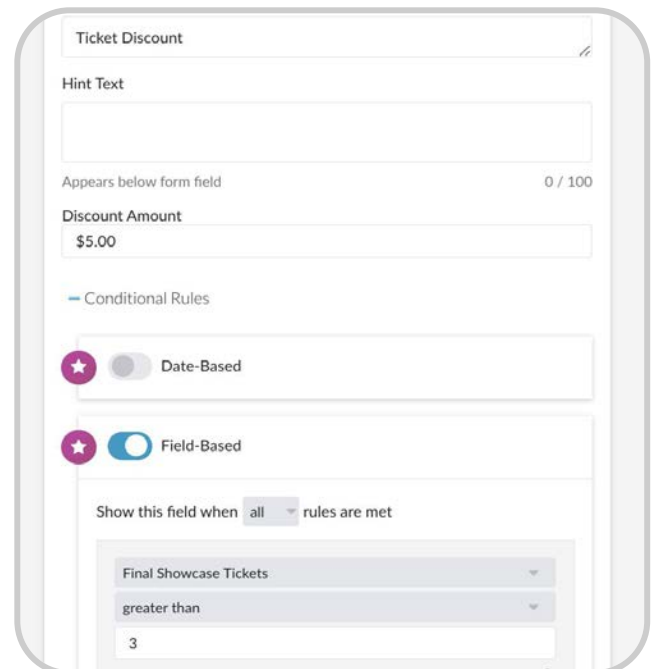 Ticket Discount
Hint Text
Appears below form field 0 / 100
Discount Amount
$5.00
Conditional Rules
Date-Based
Field-Based
Show this field when all rules are met
Final Showcase Tickets
greater than
3